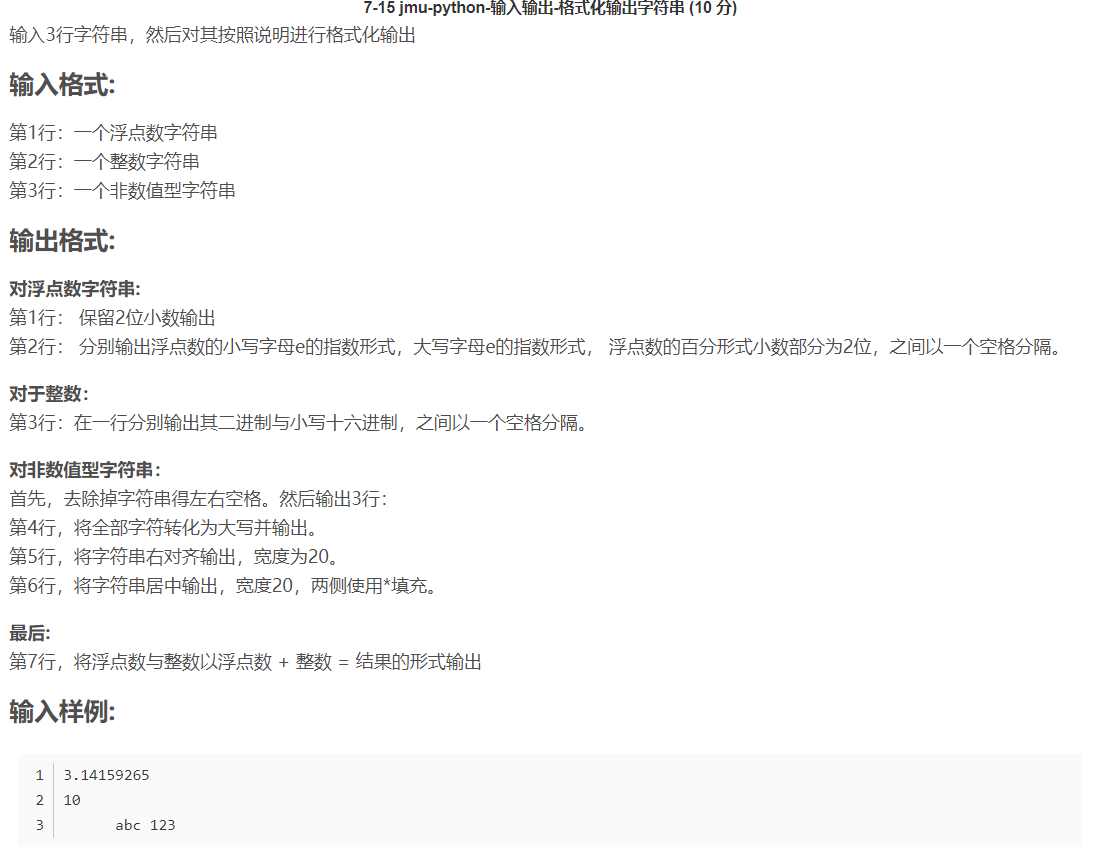 7-15 jmu-python-输入输出-格式化输出字符串 (10 分)
输入3行字符串，然后对其按照说明进行格式化输出
输入格式:
第1行：一个浮点数字符串
第2行：一个整数字符串
第3行：一个非数值型字符串
输出格式:
对浮点数字符串:
第1行： 保留2位小数输出
第2行： 分别输出浮点数的小写字母e的指数形式，大写字母e的指数形式， 浮点数的百分形式小数部分为2位，之间以一个空格分隔。
对于整数：
第3行：在一行分别输出其二进制与小写十六进制，之间以一个空格分隔。
对非数值型字符串：
首先，去除掉字符串得左右空格。然后输出3行：
第4行，将全部字符转化为大写并输出。
第5行，将字符串右对齐输出，宽度为20。
第6行，将字符串居中输出，宽度20，两侧使用*填充。
最后:
第7行，将浮点数与整数以浮点数 + 整数 = 结果的形式输出
输入样例:
1 3.14159265
2 10
3       abc 123